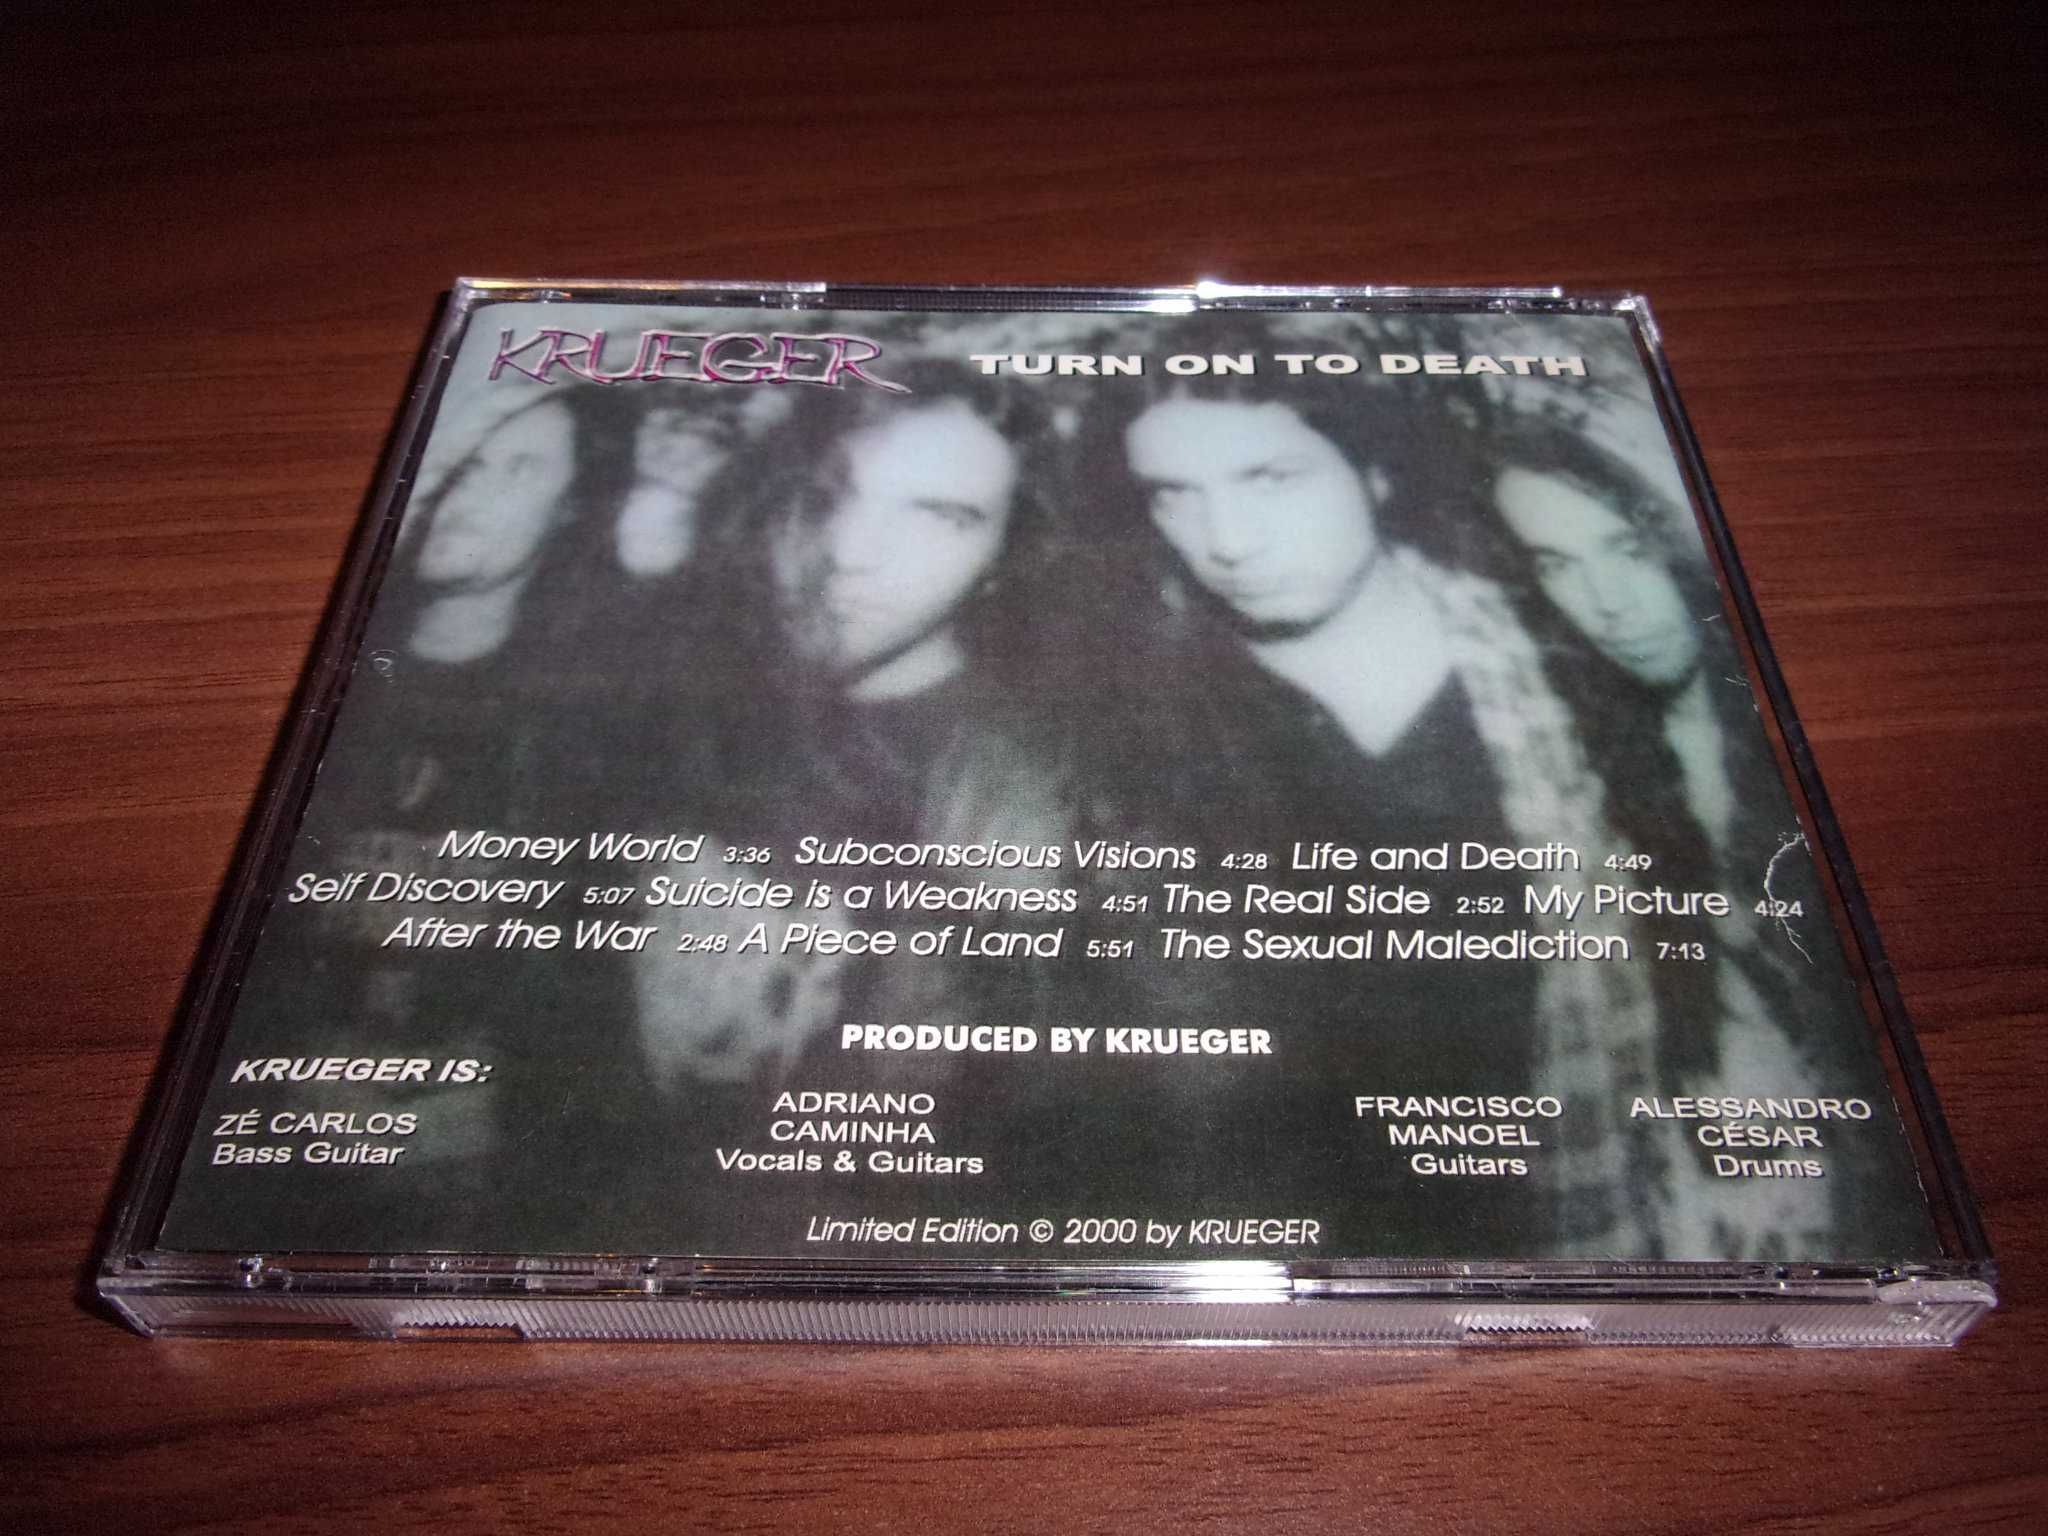 KRUEGER TURN ON TO DEATH
Money World 3:36 Subconscious Visions 4:28 Life and Death 4:49
Self Discovery 5:07 Suicide is a Weakness 4:51 The Real Side 2:52 My Picture 4:24
After the War 2:48 A Piece of Land 5:51 The Sexual Malediction 7:13
PRODUCED BY KRUEGER
KRUEGER IS:
ZÉ CARLOS
Bass Guitar
ADRIANO
CAMINHA
Vocals & Guitars
FRANCISCO
MANOEL
Guitars
ALESSANDRO
CÉSAR
Drums
Limited Edition © 2000 by KRUEGER